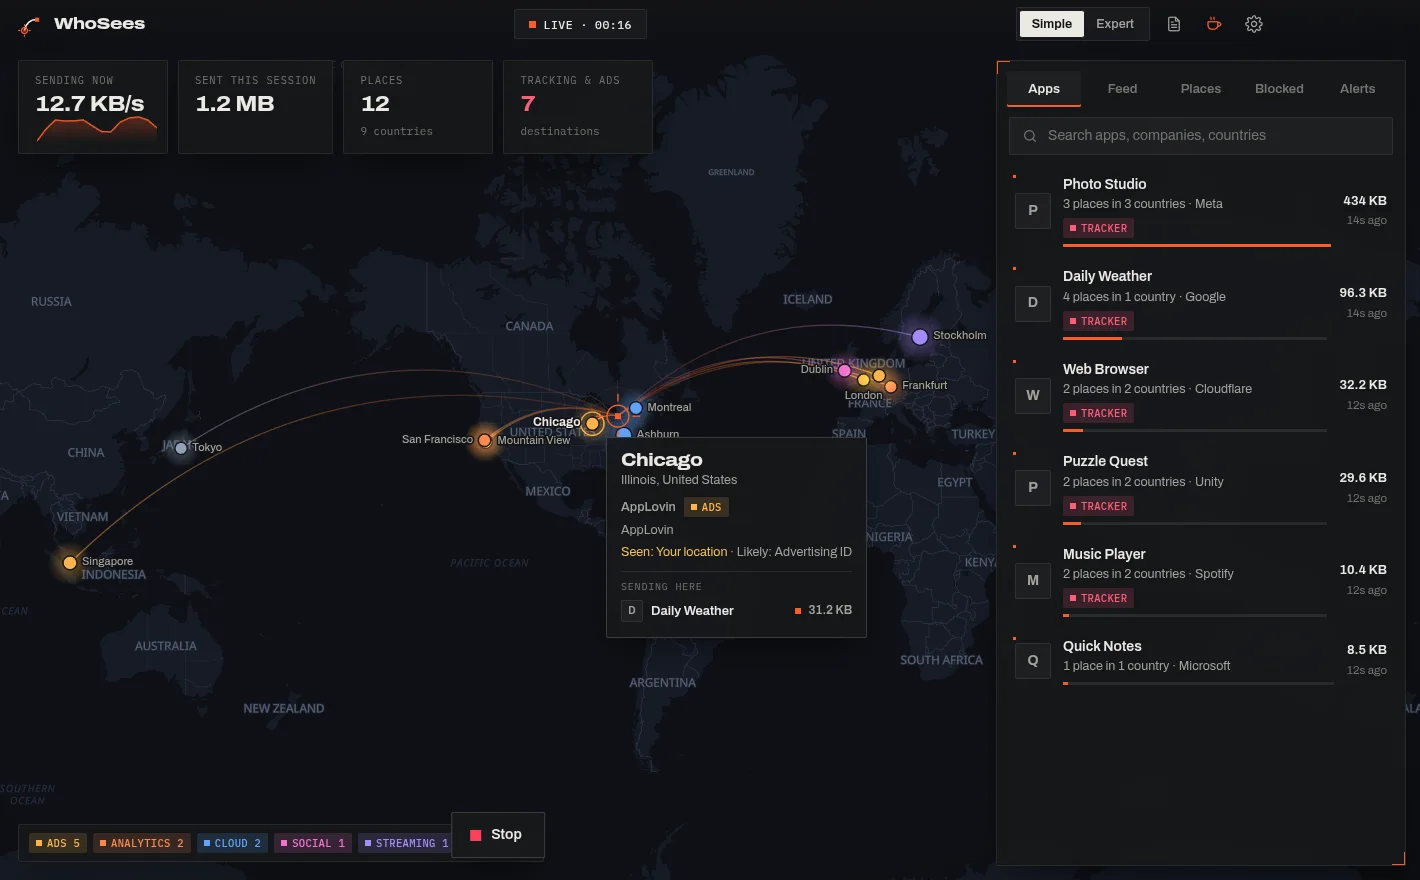 WhoSees
LIVE · 00:16
Simple
Expert
SENDING NOW
12.7 KB/s
SENT THIS SESSION
1.2 MB
PLACES
12
9 countries
TRACKING & ADS
7
destinations
Apps
Feed
Places
Blocked
Alerts
Search apps, companies, countries
Photo Studio
3 places in 3 countries · Meta
TRACKER
434 KB
14s ago
P
Daily Weather
4 places in 1 country · Google
TRACKER
96.3 KB
14s ago
D
Web Browser
2 places in 2 countries · Cloudflare
TRACKER
32.2 KB
12s ago
W
Puzzle Quest
2 places in 2 countries · Unity
TRACKER
29.6 KB
12s ago
P
Music Player
2 places in 2 countries · Spotify
TRACKER
10.4 KB
12s ago
M
Quick Notes
1 place in 1 country · Microsoft
8.5 KB
12s ago
Q
GREENLAND
RUSSIA
ICELAND
CANADA
Stockholm
UNITED KINGDOM
Dublin
Frankfurt
London
FRANCE
Montreal
Chicago
UNITED STATES
Ashburn
SPAIN
TURKEY
San Francisco
Mountain View
Tokyo
CHINA
MEXICO
EGYPT
VIETNAM
NIGERIA
KENY
PACIFIC OCEAN
Singapore
INDONESIA
CEAN
AUSTRALIA
SOUTH AFRICA
ARGENTINA
NEW ZEALAND
SOUTHERN
OCEAN
Chicago
Illinois, United States
AppLovin
ADS
AppLovin
Seen: Your location · Likely: Advertising ID
SENDING HERE
D
Daily Weather
31.2 KB
ADS 5
ANALYTICS 2
CLOUD 2
SOCIAL 1
STREAMING 1
Stop